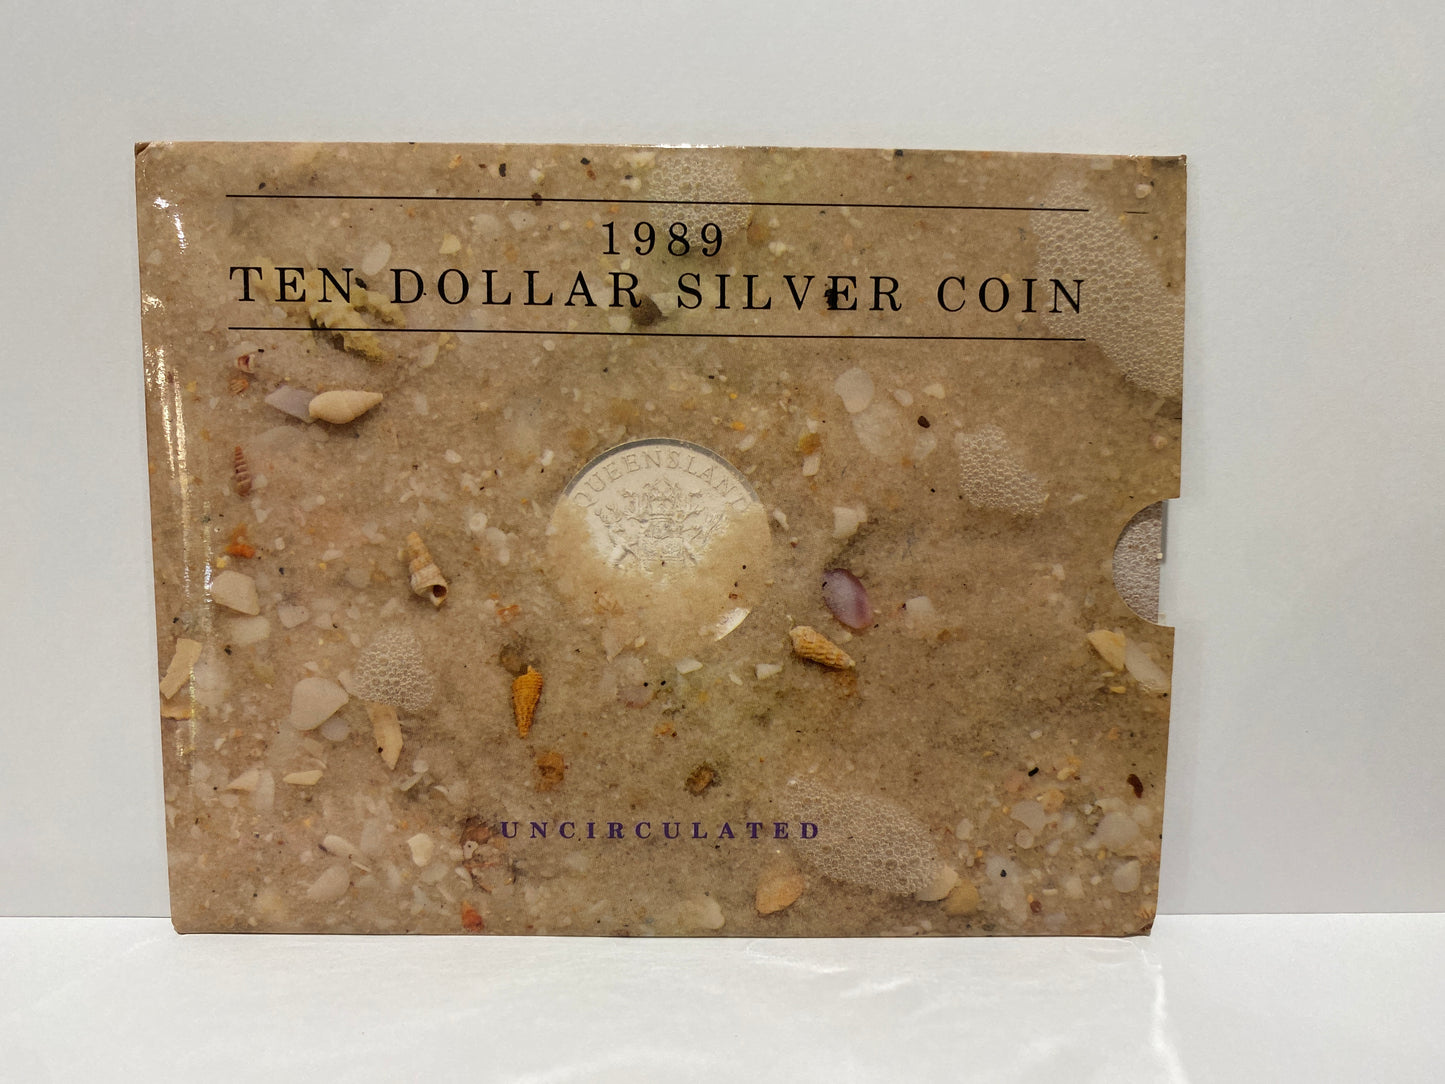 1989
TEN DOLLAR SILVER COIN
QUEENSLAND
UNCIRCULATED